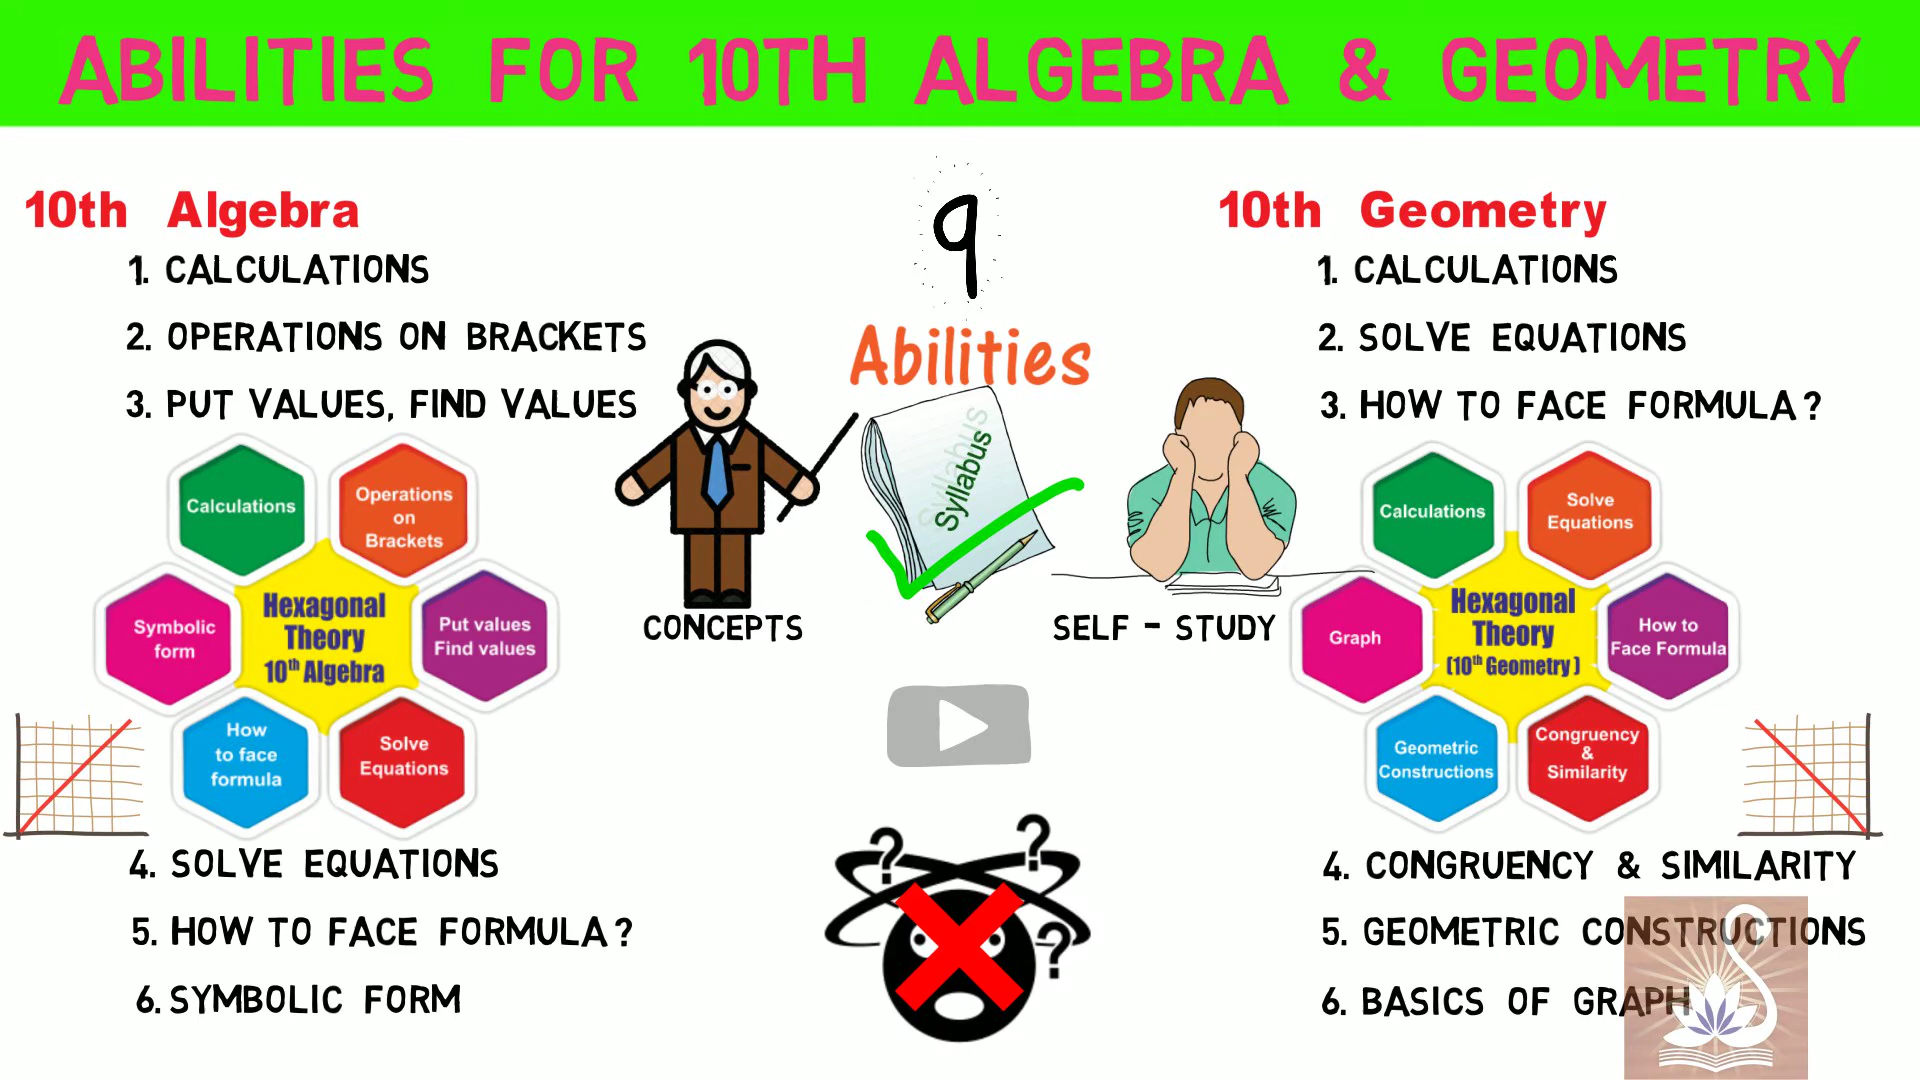 ABILITIES FOR 10TH ALGEBRA & GEOMETRY
10th Algebra
1. CALCULATIONS
2. OPERATIONS ON BRACKETS
3. PUT VALUES, FIND VALUES
Calculations
Operations
on
Brackets
Symbolic
form
Hexagonal
Theory
10th Algebra
Put values
Find values
How
to face
formula
Solve
Equations
4. SOLVE EQUATIONS
5. HOW TO FACE FORMULA?
6. SYMBOLIC FORM
9
Abilities
Syllabus
CONCEPTS
SELF - STUDY
?
?
?
10th Geometry
1. CALCULATIONS
2. SOLVE EQUATIONS
3. HOW TO FACE FORMULA?
Calculations
Solve
Equations
Graph
Hexagonal
Theory
(10th Geometry)
How to
Face Formula
Geometric
Constructions
Congruency
&
Similarity
4. CONGRUENCY & SIMILARITY
5. GEOMETRIC CONSTRUCTIONS
6. BASICS OF GRAPH